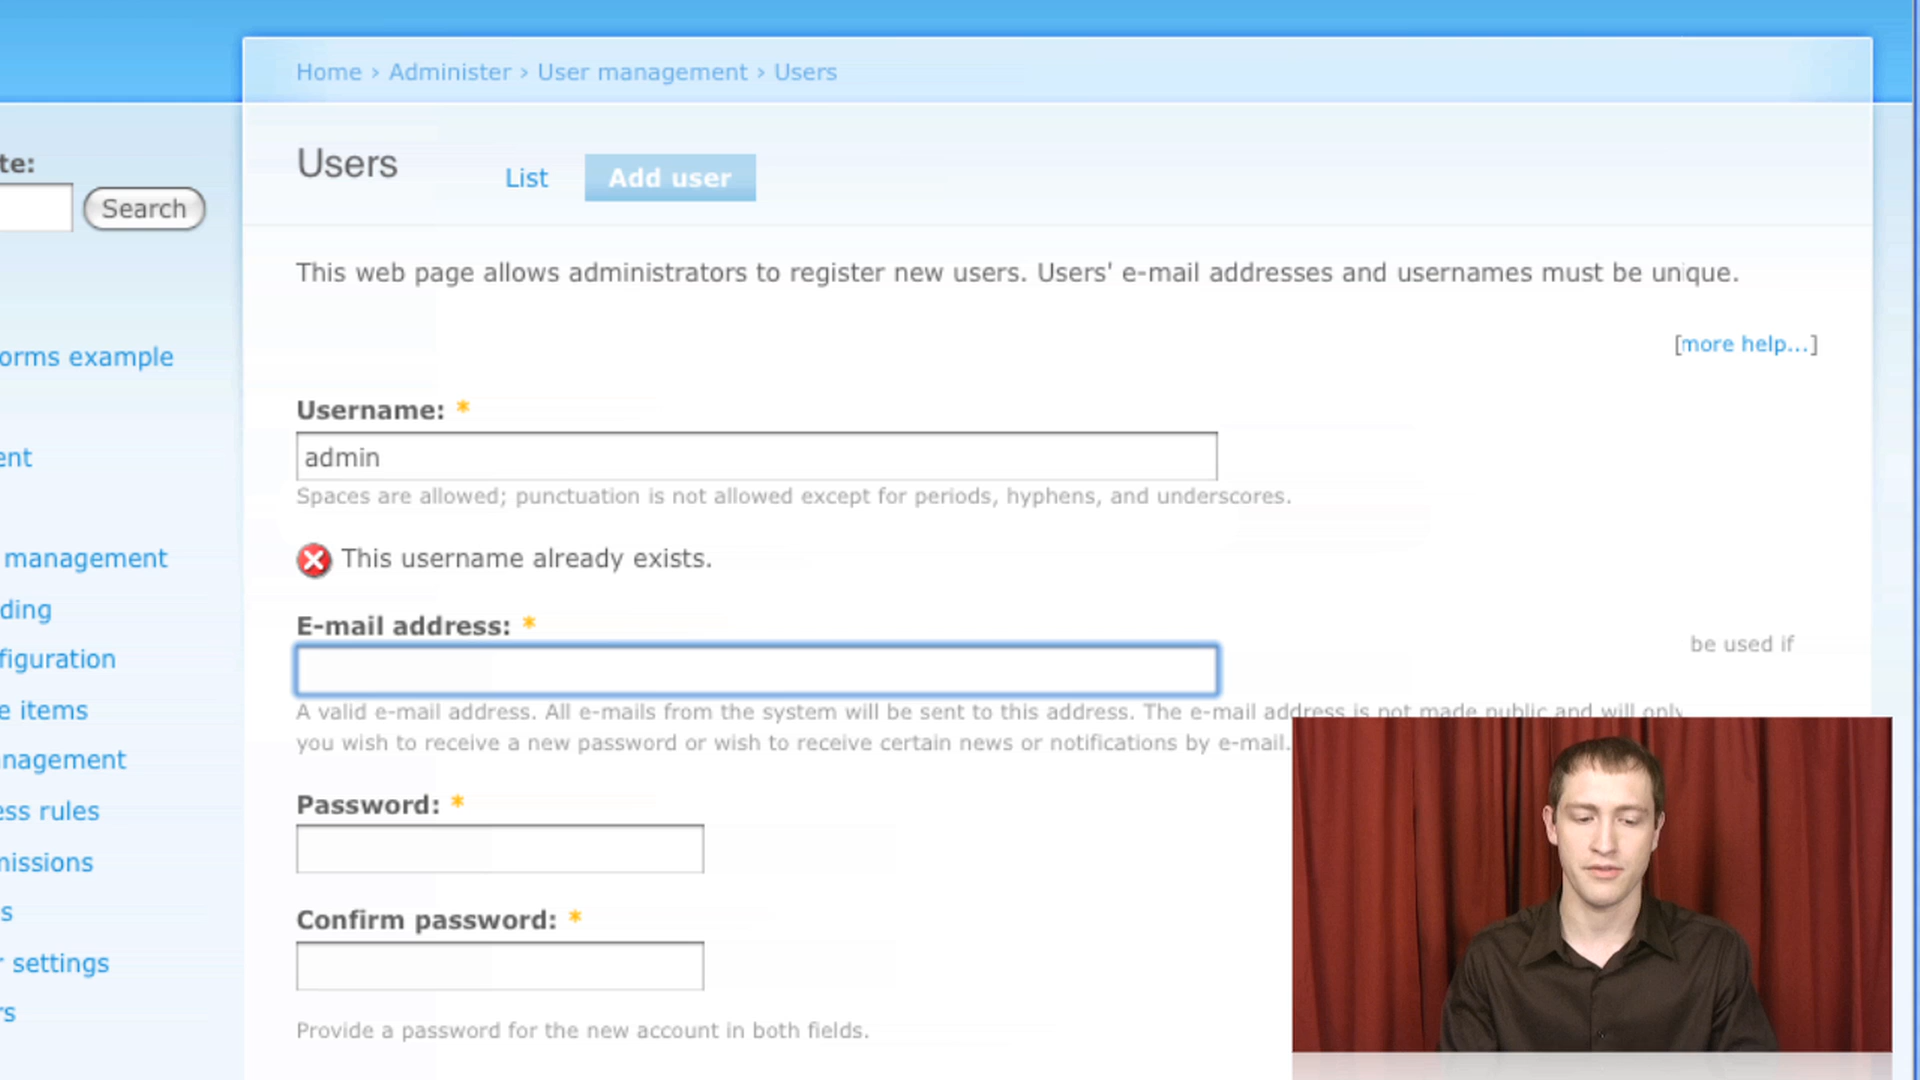 Home › Administer › User management › Users
te:
Search
Users
List
Add user
This web page allows administrators to register new users. Users' e-mail addresses and usernames must be unique.
[more help...]
orms example
Username: *
admin
ent
Spaces are allowed; punctuation is not allowed except for periods, hyphens, and underscores.
This username already exists.
management
ding
E-mail address: *
be used if
figuration
e items
A valid e-mail address. All e-mails from the system will be sent to this address. The e-mail address is not made public and will only
you wish to receive a new password or wish to receive certain news or notifications by e-mail.
nagement
ess rules
Password: *
missions
s
Confirm password: *
r settings
rs
Provide a password for the new account in both fields.